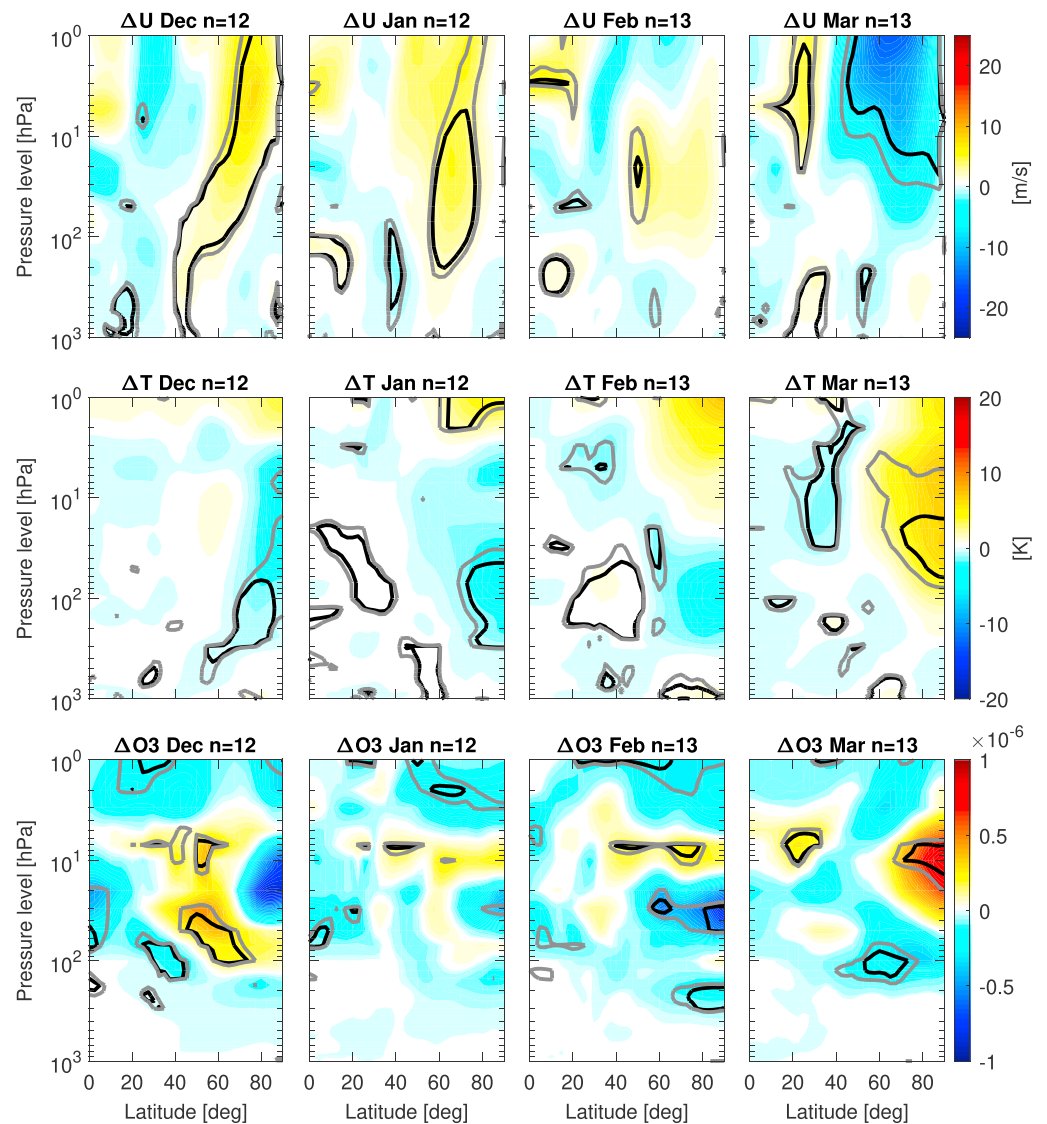 ΔU Dec n=12 ΔU Jan n=12 ΔU Feb n=13 ΔU Mar n=13
Pressure level [hPa]
10^0
10^1
10^2
10^3
20
10
0
-10
-20
[m/s]
ΔT Dec n=12 ΔT Jan n=12 ΔT Feb n=13 ΔT Mar n=13
Pressure level [hPa]
10^0
10^1
10^2
10^3
20
10
0
-10
-20
[K]
ΔO3 Dec n=12 ΔO3 Jan n=12 ΔO3 Feb n=13 ΔO3 Mar n=13
×10^-6
Pressure level [hPa]
10^0
10^1
10^2
10^3
1
0.5
0
-0.5
-1
0 20 40 60 80 0 20 40 60 80 0 20 40 60 80 0 20 40 60 80
Latitude [deg] Latitude [deg] Latitude [deg] Latitude [deg]